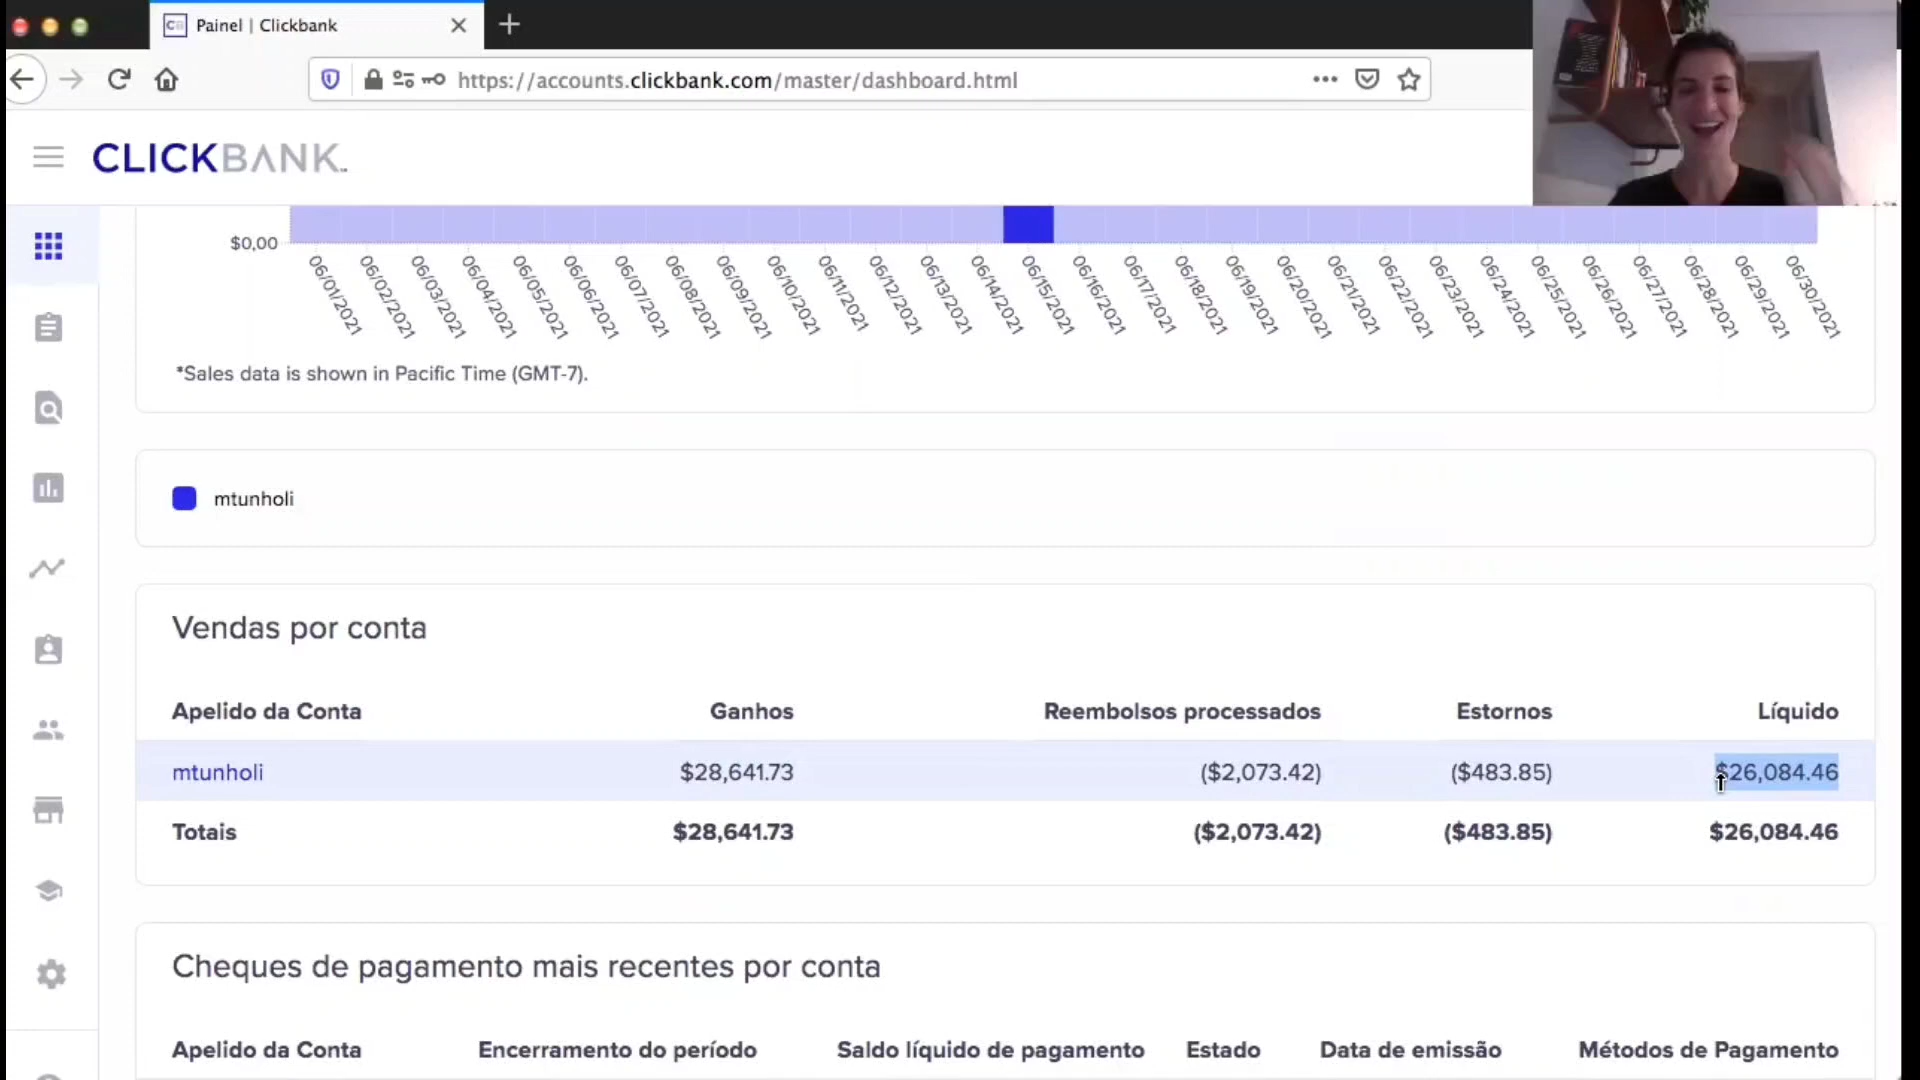 Painel | Clickbank
https://accounts.clickbank.com/master/dashboard.html
CLICKBANK
$0,00
06/01/2021 06/02/2021 06/03/2021 06/04/2021 06/05/2021 06/06/2021 06/07/2021 06/08/2021 06/09/2021 06/10/2021 06/11/2021 06/12/2021 06/13/2021 06/14/2021 06/15/2021 06/16/2021 06/17/2021 06/18/2021 06/19/2021 06/20/2021 06/21/2021 06/22/2021 06/23/2021 06/24/2021 06/25/2021 06/26/2021 06/27/2021 06/28/2021 06/29/2021 06/30/2021
*Sales data is shown in Pacific Time (GMT-7).
mtunholi
Vendas por conta
Apelido da Conta Ganhos Reembolsos processados Estornos Líquido
mtunholi $28,641.73 ($2,073.42) ($483.85) $26,084.46
Totais $28,641.73 ($2,073.42) ($483.85) $26,084.46
Cheques de pagamento mais recentes por conta
Apelido da Conta Encerramento do período Saldo líquido de pagamento Estado Data de emissão Métodos de Pagamento